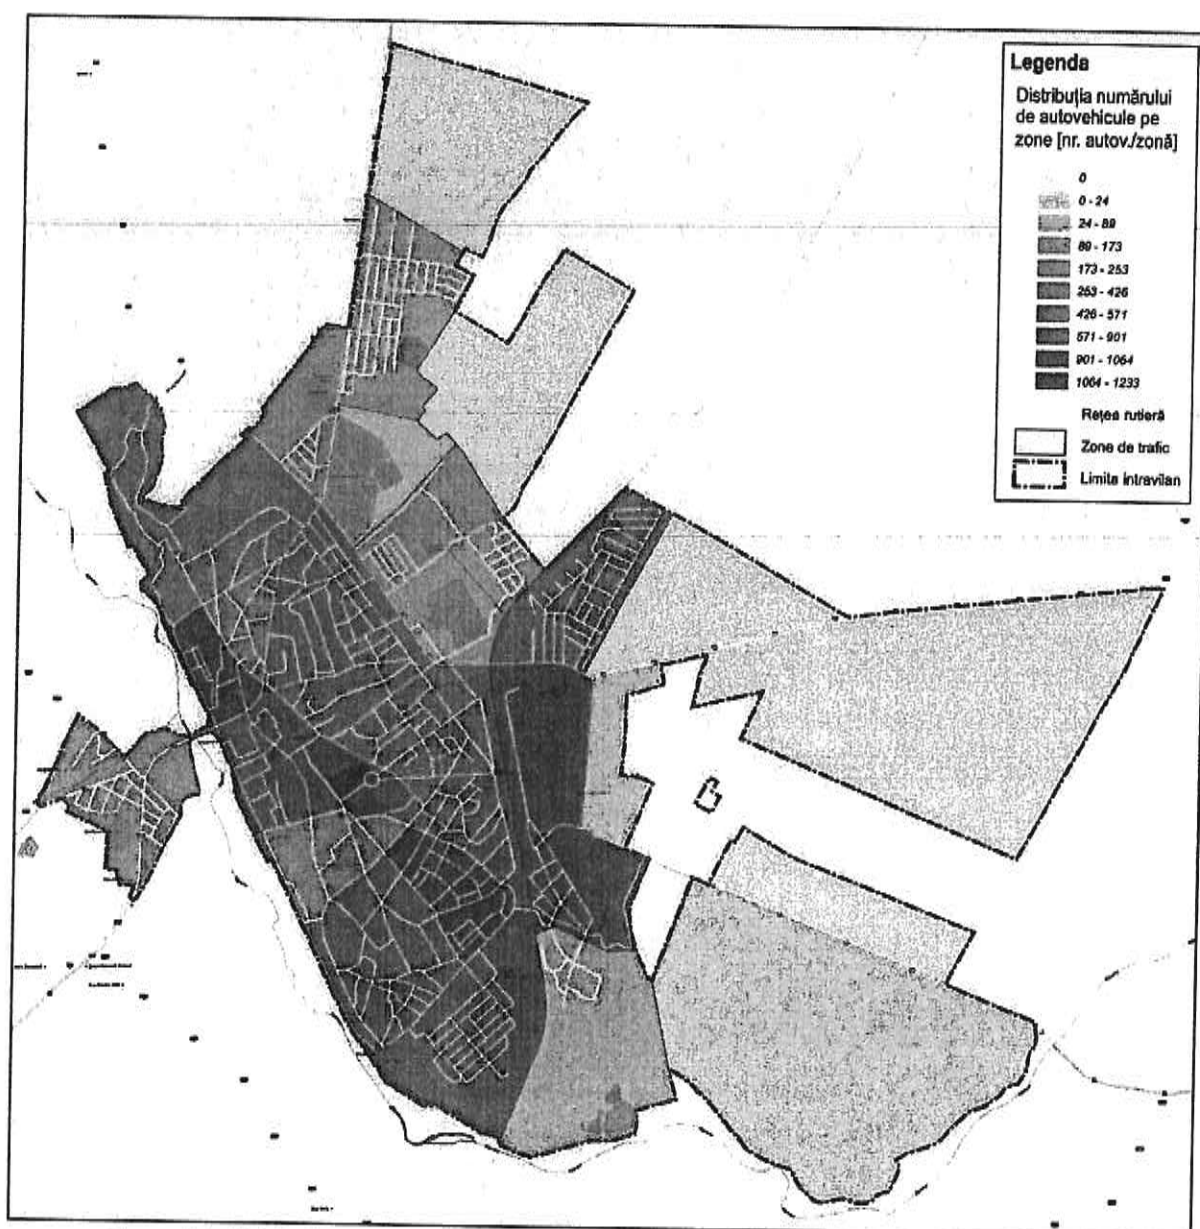 Legenda
Distribuția numărului
de autovehicule pe
zone [nr. autov./zonă]
0
0 - 24
24 - 89
89 - 173
173 - 253
253 - 426
426 - 571
571 - 901
901 - 1064
1064 - 1233
Rețea rutieră
Zone de trafic
Limita intravilan